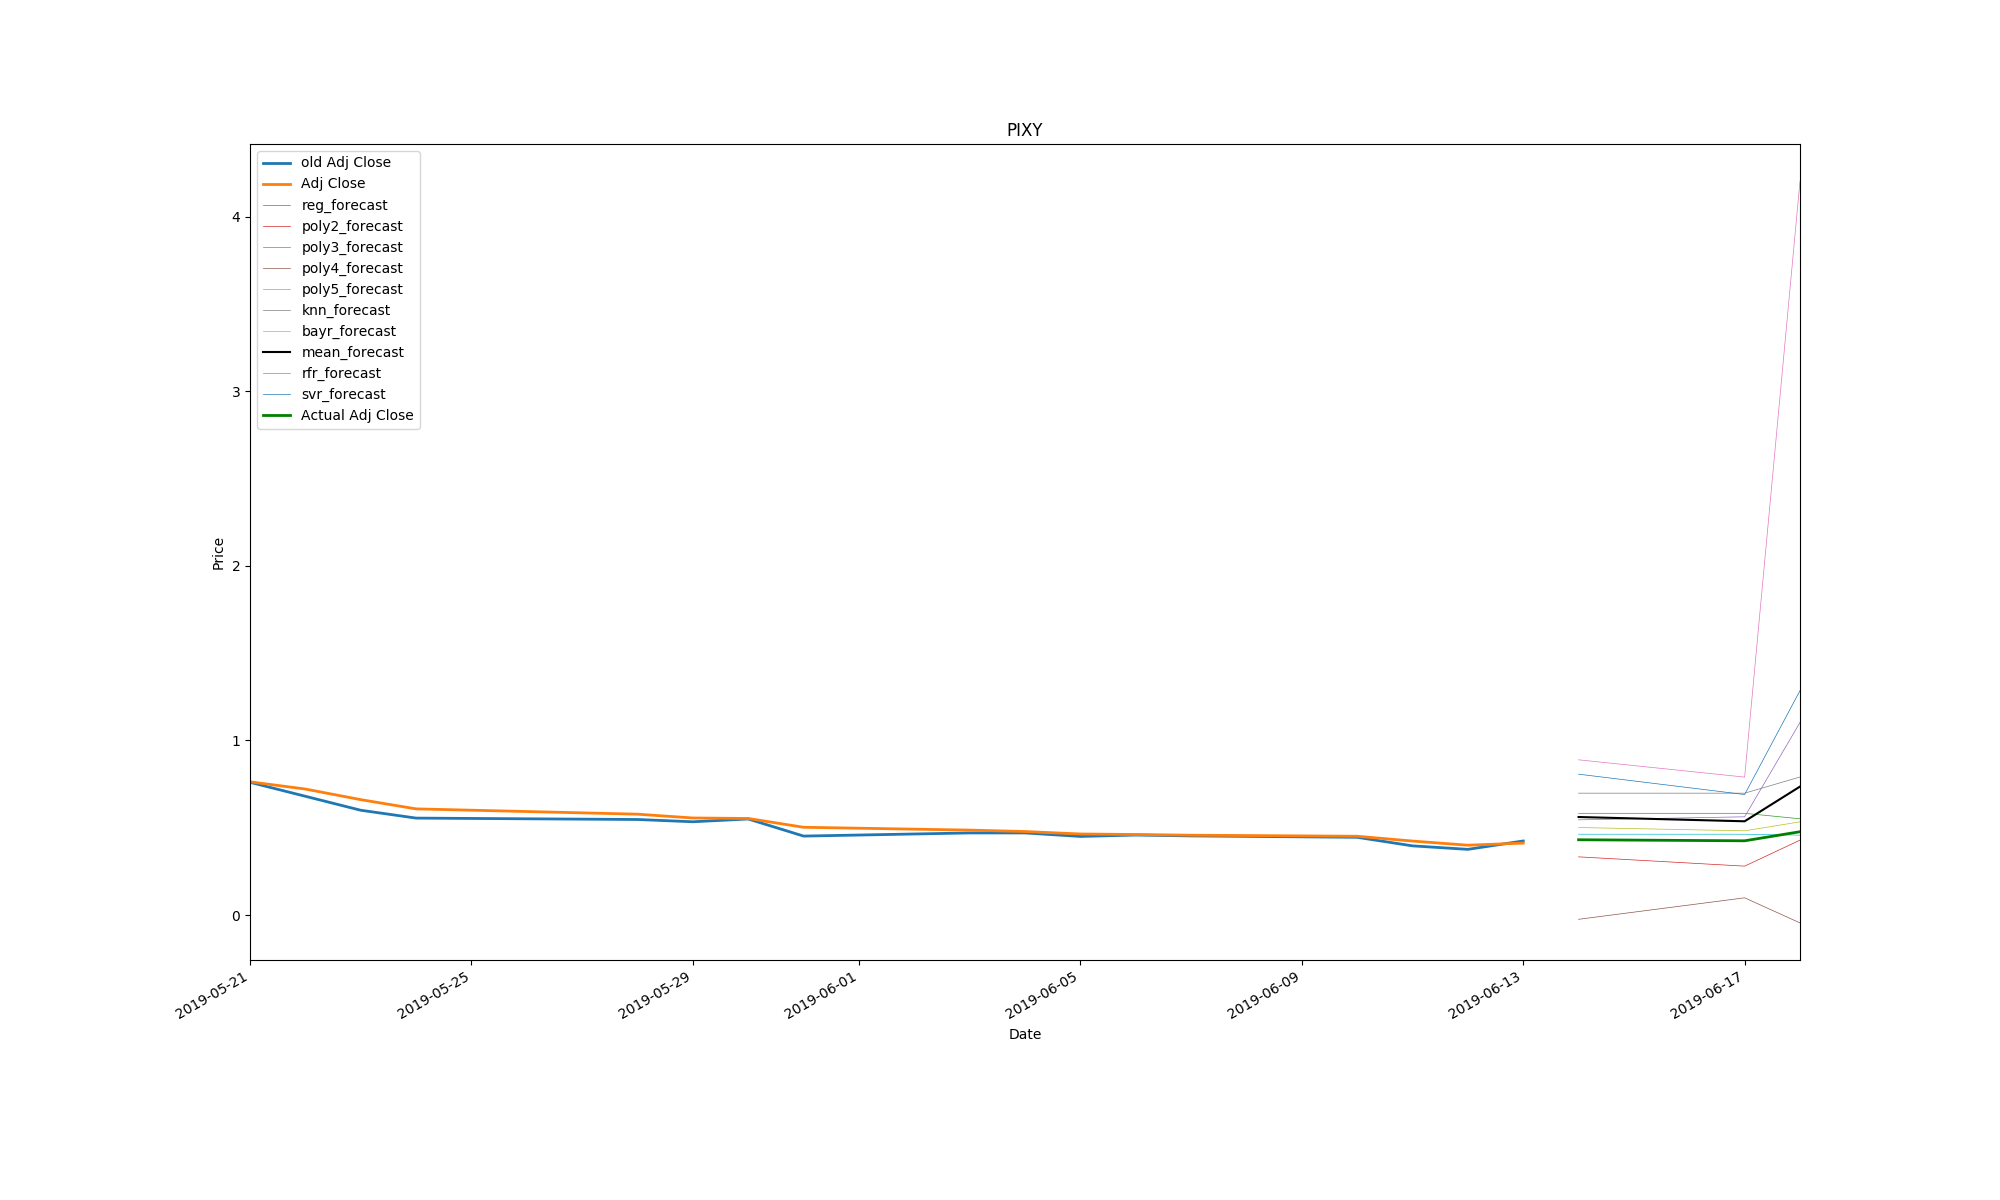 PIXY
old Adj Close
Adj Close
reg_forecast
poly2_forecast
poly3_forecast
poly4_forecast
poly5_forecast
knn_forecast
bayr_forecast
mean_forecast
rfr_forecast
svr_forecast
Actual Adj Close
4
3
2
1
0
Price
2019-05-21
2019-05-25
2019-05-29
2019-06-01
2019-06-05
2019-06-09
2019-06-13
2019-06-17
Date